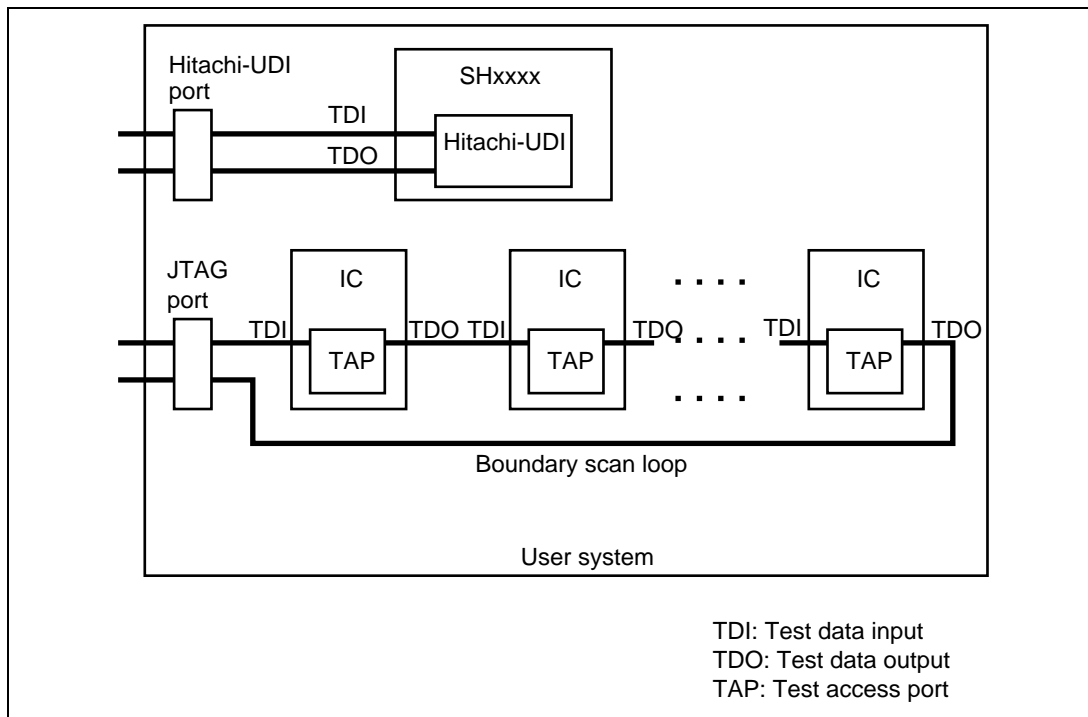 Hitachi-UDI
port
SHxxxx
TDI
Hitachi-UDI
TDO
JTAG
port
IC
IC
. . . .
IC
TDI
TDO
TDI
TDO
. . . .
TDI
TDO
TAP
TAP
TAP
. . . .
Boundary scan loop
User system
TDI: Test data input
TDO: Test data output
TAP: Test access port